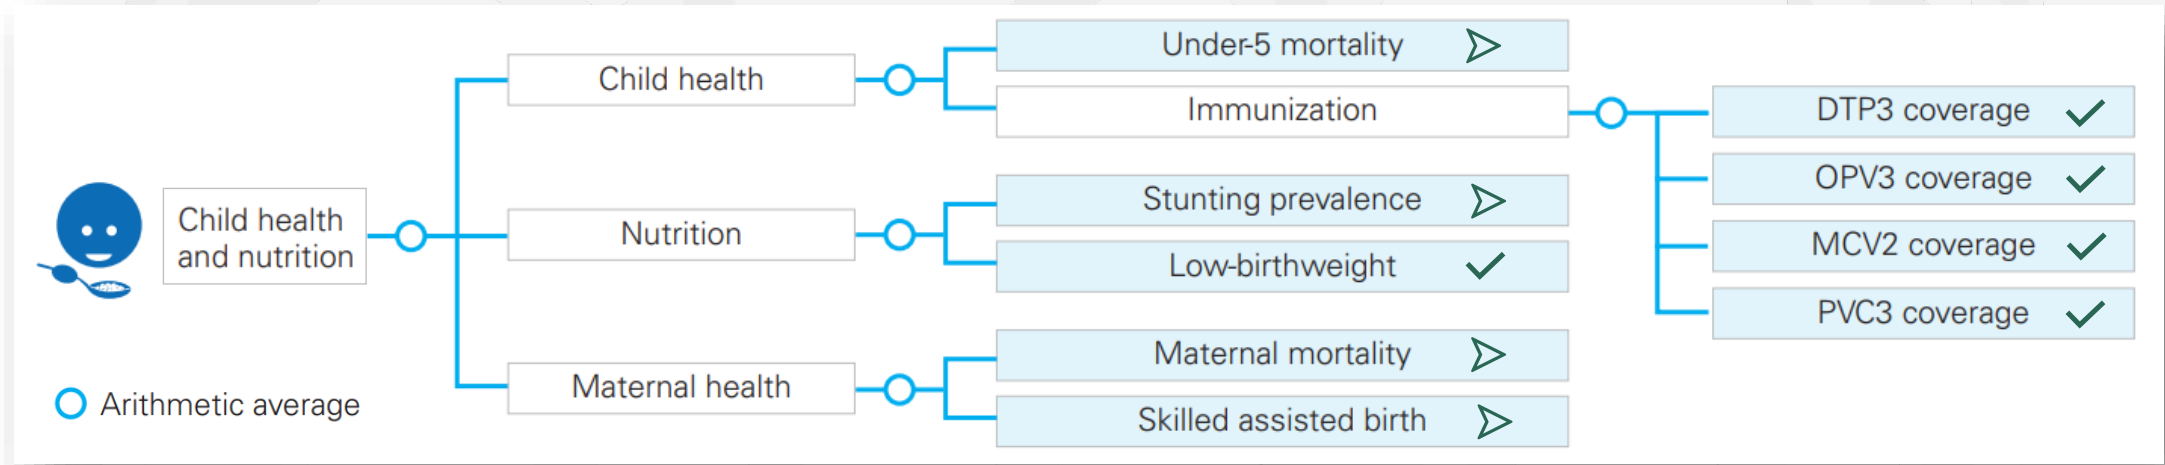 Child health
and nutrition
Arithmetic average
Child health
Nutrition
Maternal health
Under-5 mortality
Immunization
Stunting prevalence
Low-birthweight
Maternal mortality
Skilled assisted birth
DTP3 coverage
OPV3 coverage
MCV2 coverage
PVC3 coverage